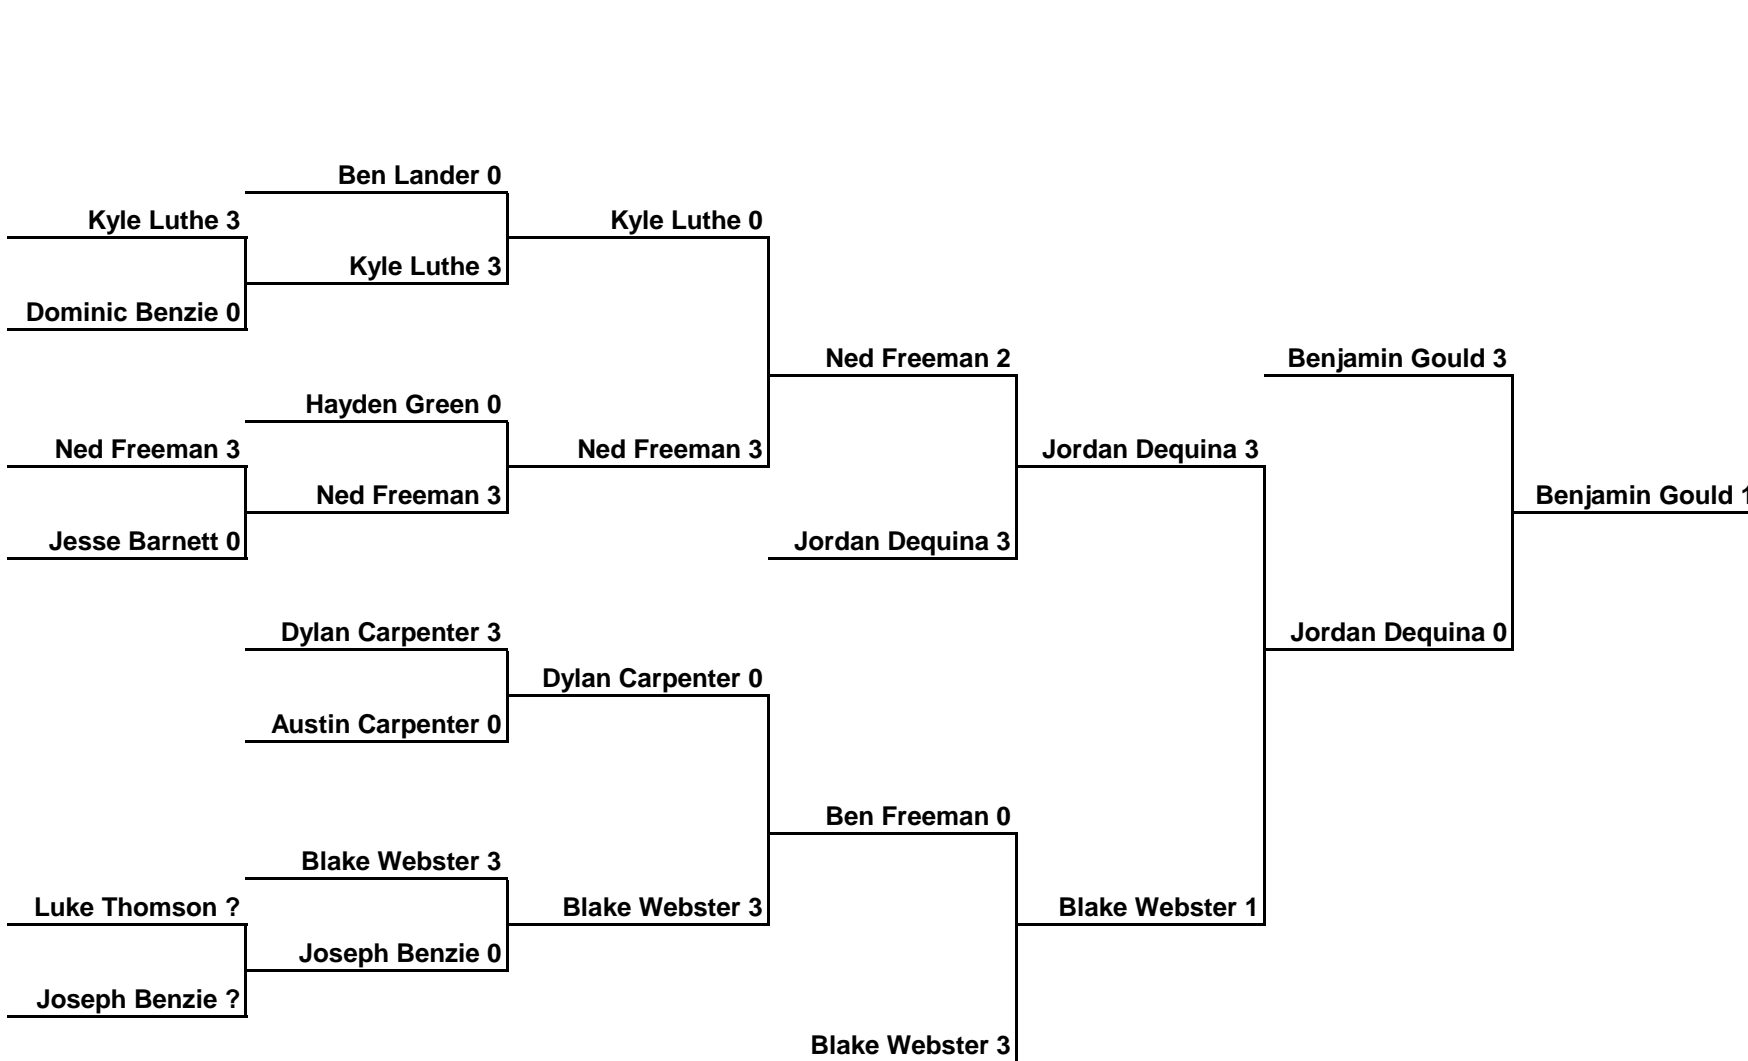 Ben Lander 0
Kyle Luthe 3
Kyle Luthe 0
Kyle Luthe 3
Dominic Benzie 0
Ned Freeman 2
Benjamin Gould 3
Hayden Green 0
Ned Freeman 3
Ned Freeman 3
Jordan Dequina 3
Ned Freeman 3
Benjamin Gould 1
Jesse Barnett 0
Jordan Dequina 3
Dylan Carpenter 3
Jordan Dequina 0
Dylan Carpenter 0
Austin Carpenter 0
Ben Freeman 0
Blake Webster 3
Luke Thomson ?
Blake Webster 3
Blake Webster 1
Joseph Benzie 0
Joseph Benzie ?
Blake Webster 3